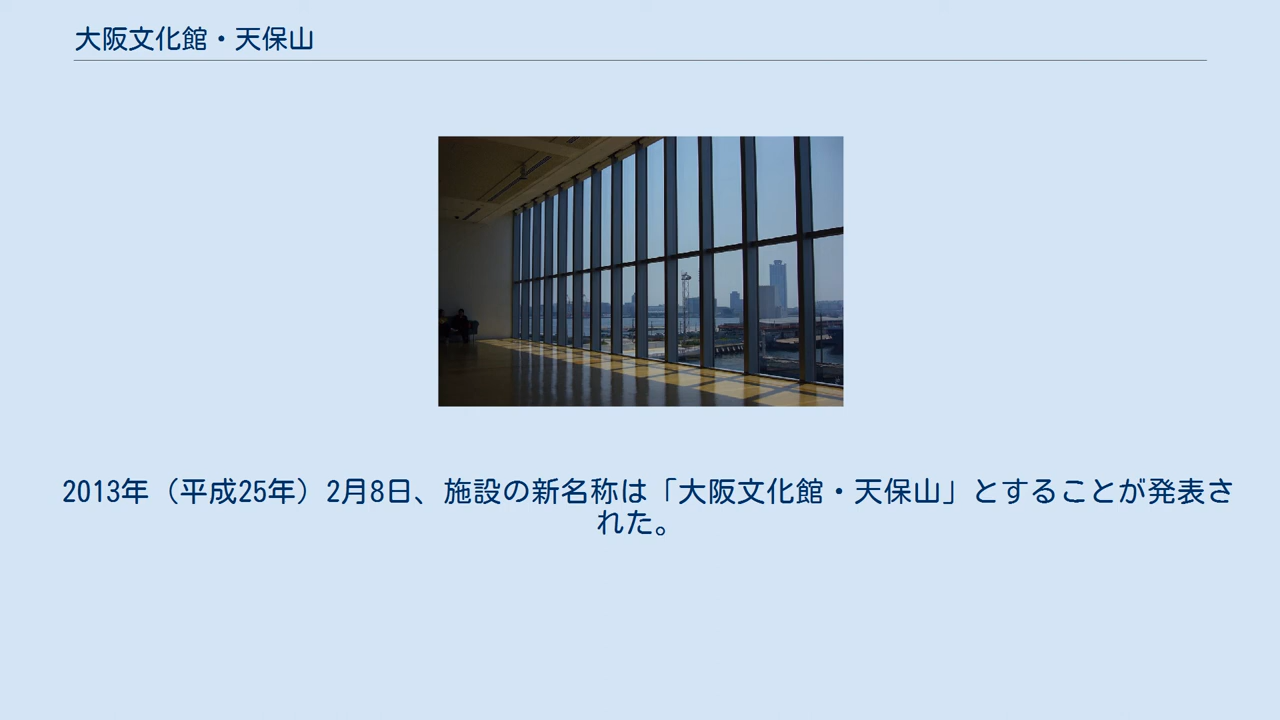 大阪文化館・天保山
2013年（平成25年）2月8日、施設の新名称は「大阪文化館・天保山」とすることが発表さ
れた。